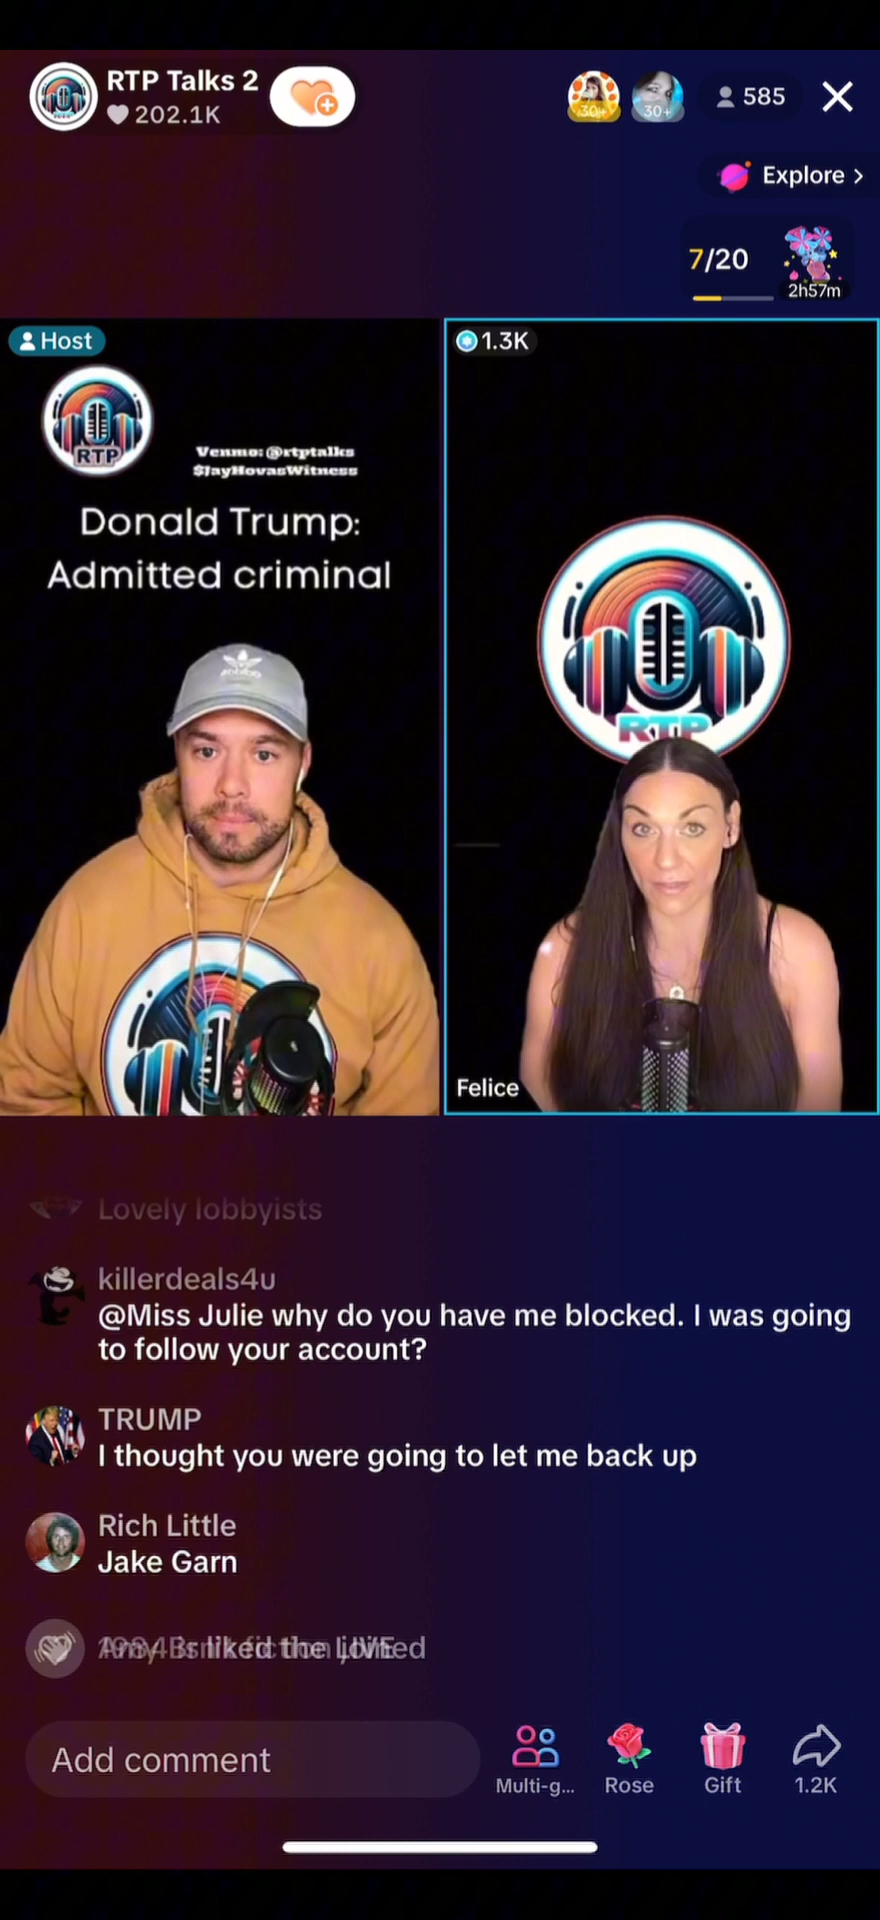 RTP Talks 2
202.1K
30+
30+
585
Explore >
7/20
2h57m
Host
1.3K
RTP
Venmo: @rtptalks
$JayHovasWitness
Donald Trump:
Admitted criminal
adidas
RTP
Felice
Lovely lobbyists
killerdeals4u
@Miss Julie why do you have me blocked. I was going
to follow your account?
TRUMP
I thought you were going to let me back up
Rich Little
Jake Garn
Add comment
Multi-g...
Rose
Gift
1.2K